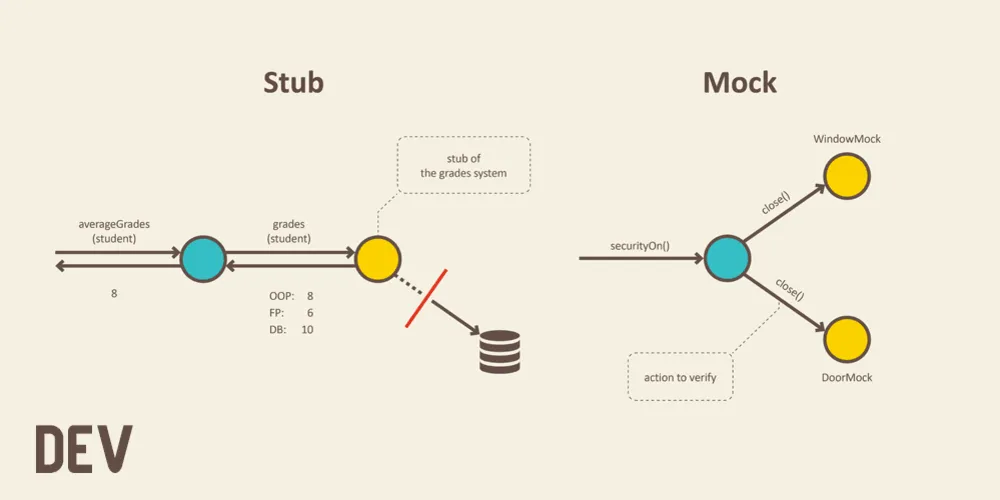 Stub
stub of
the grades system
averageGrades
(student)
grades
(student)
8
OOP: 8
FP: 6
DB: 10
Mock
WindowMock
close()
securityOn()
close()
action to verify
DoorMock
DEV